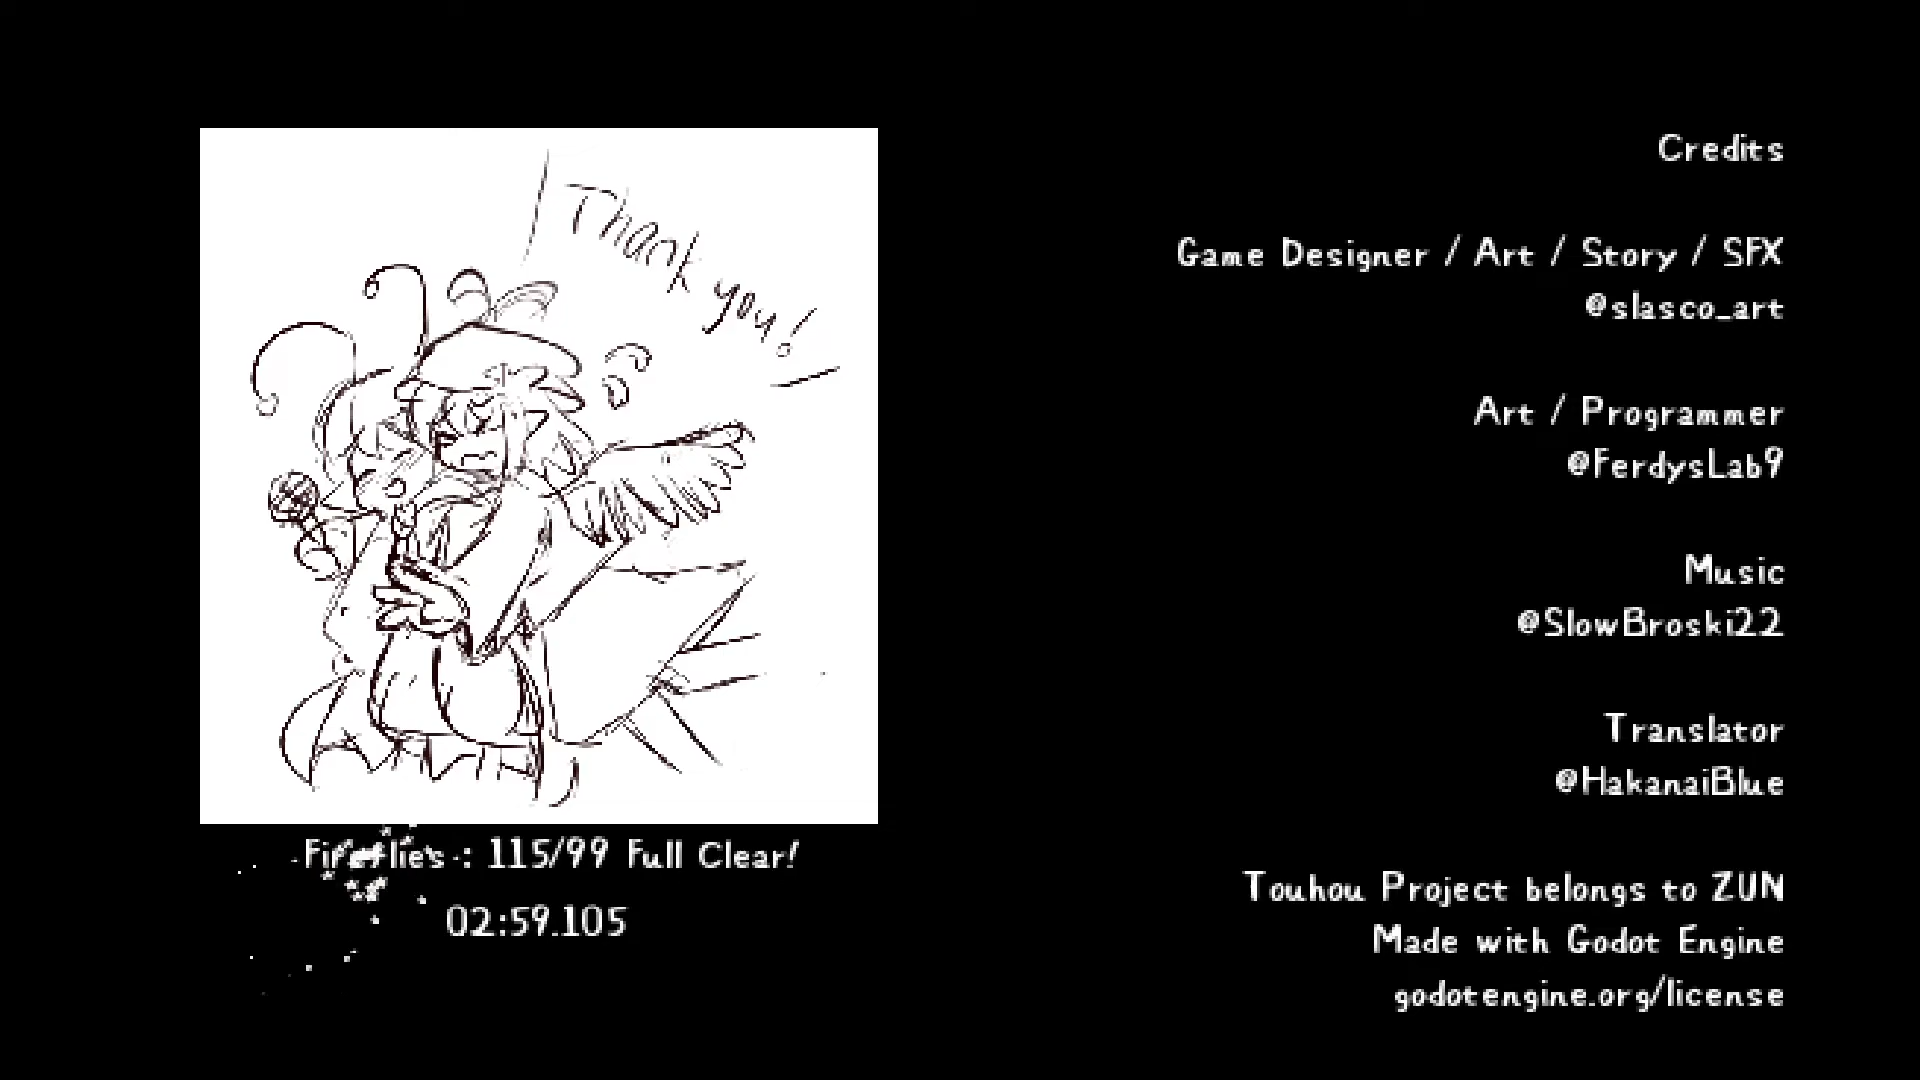 Thank you!
Fireflies : 115/99 Full Clear!
02:59.105
Credits
Game Designer / Art / Story / SFX
@slasco_art
Art / Programmer
@FerdysLab9
Music
@SlowBroski22
Translator
@HakanaiBlue
Touhou Project belongs to ZUN
Made with Godot Engine
godotengine.org/license